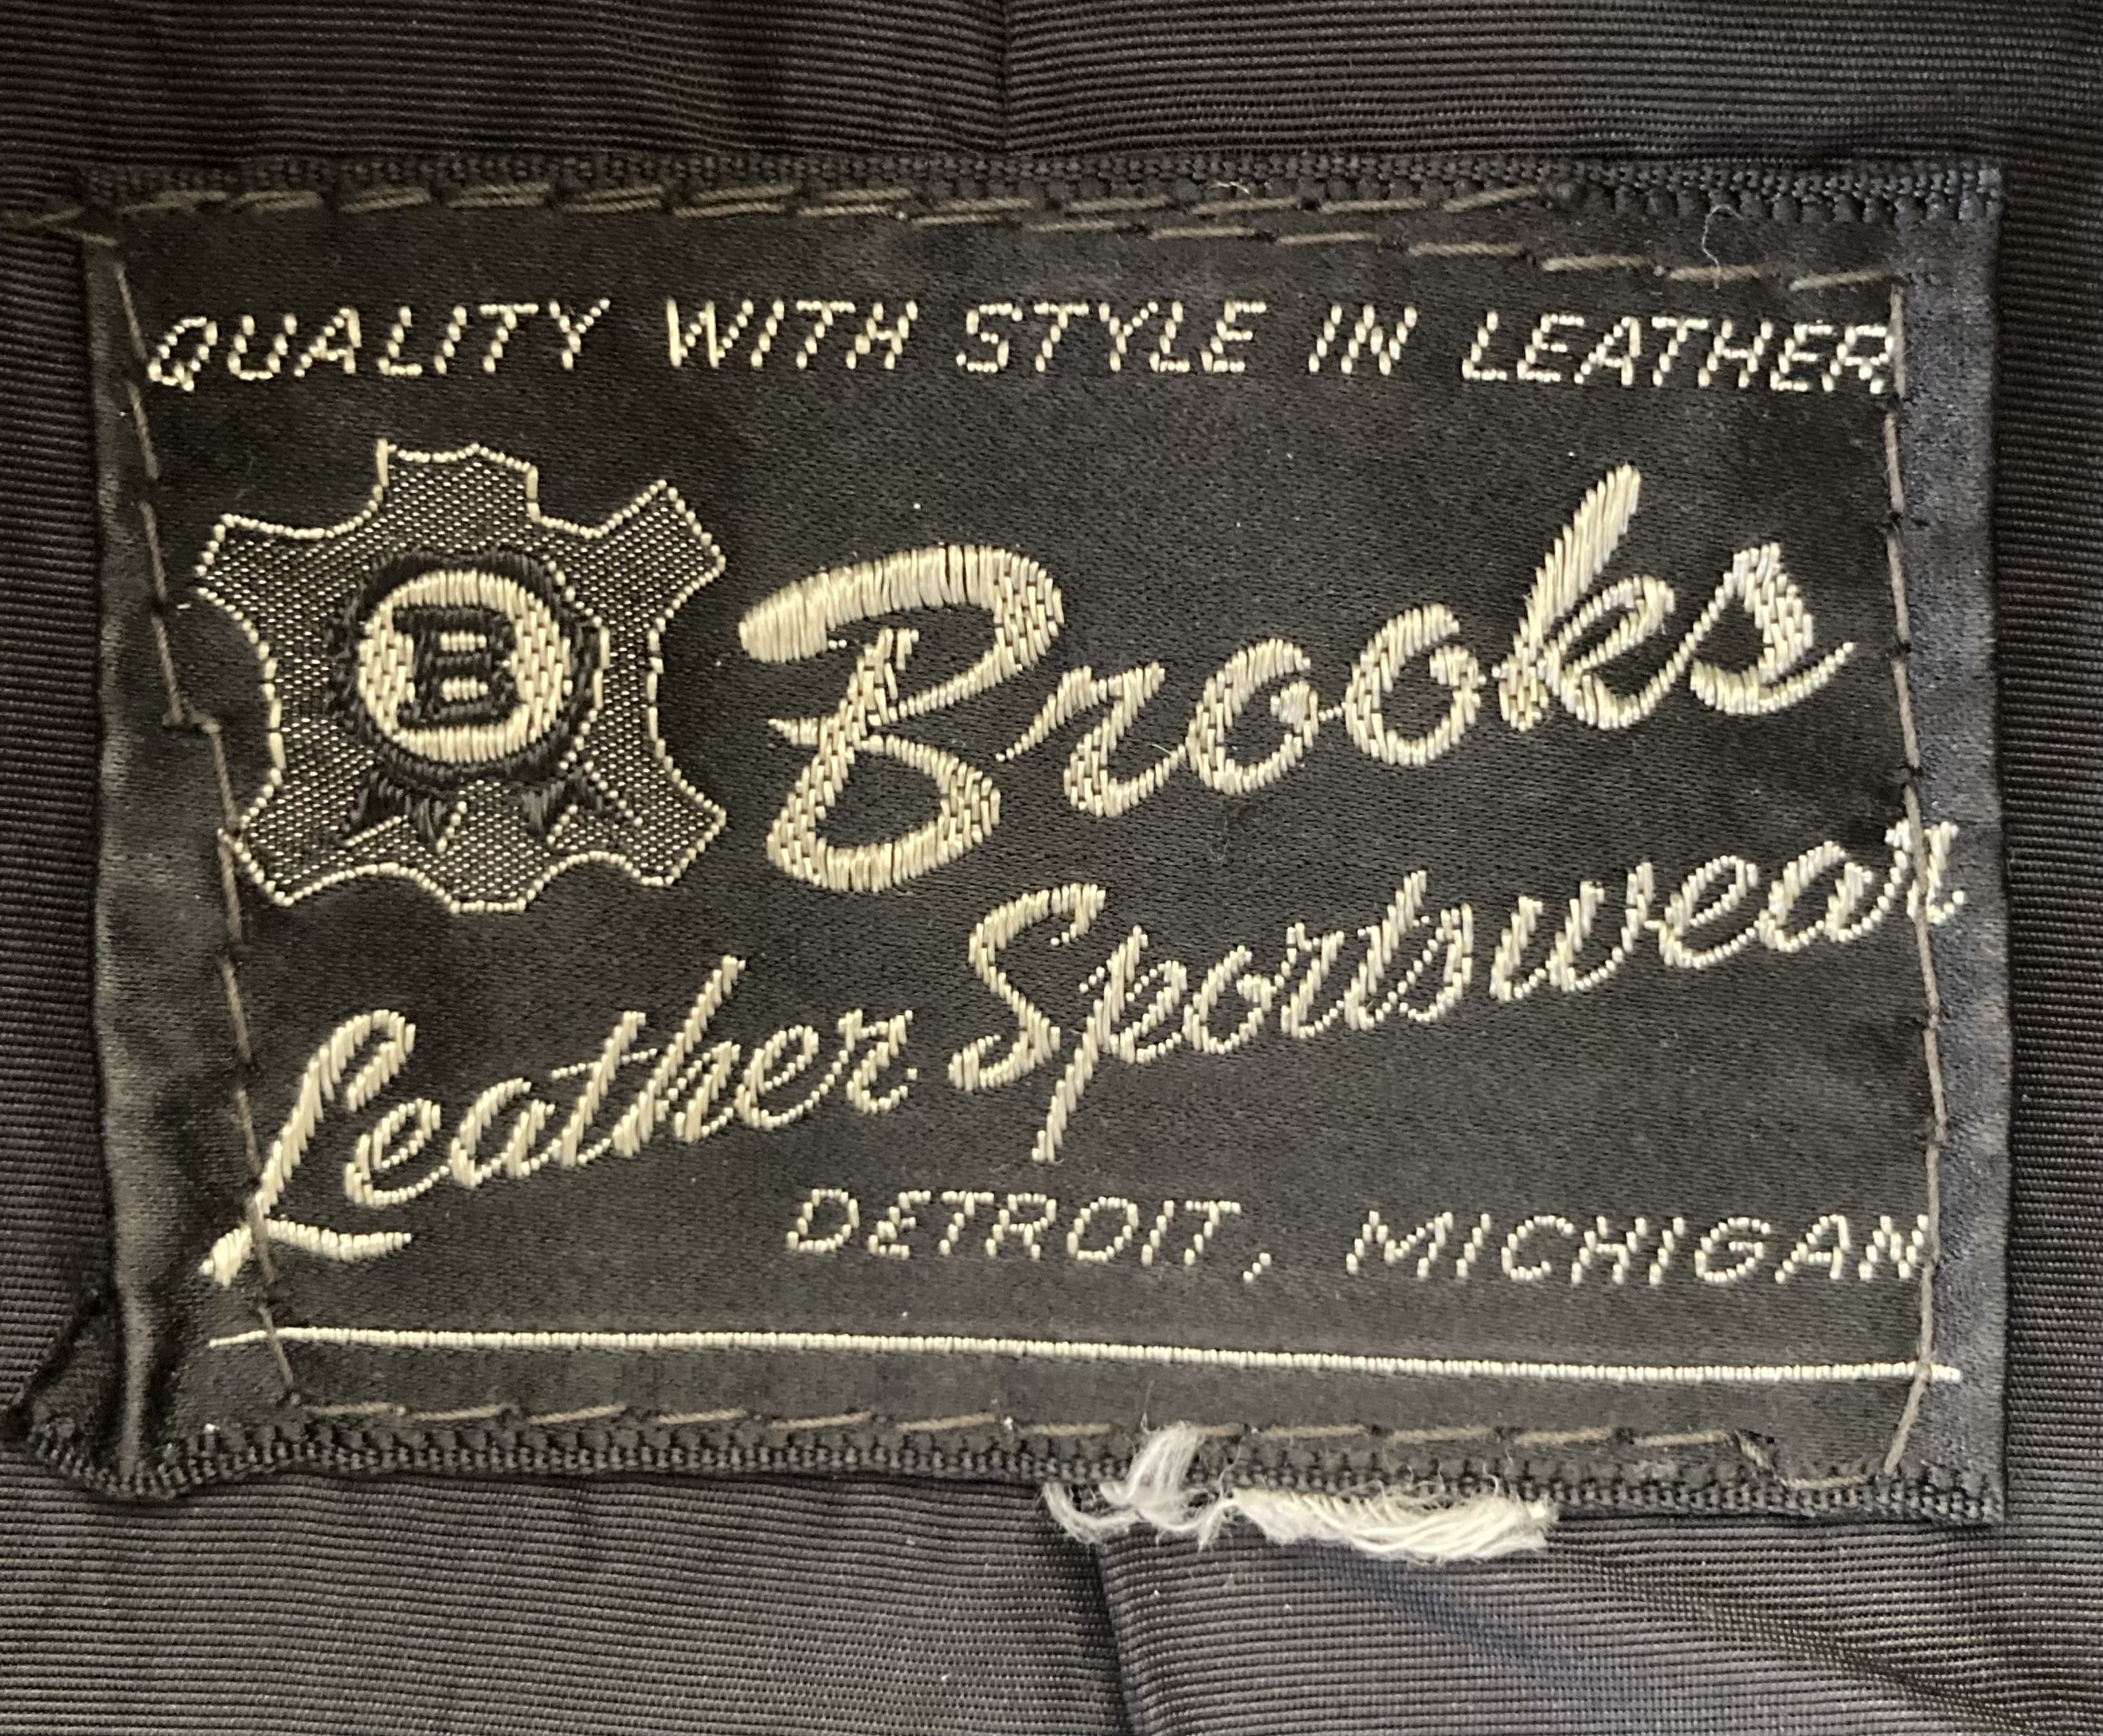 QUALITY WITH STYLE IN LEATHER
B
Brooks
Leather Sportswear
DETROIT, MICHIGAN